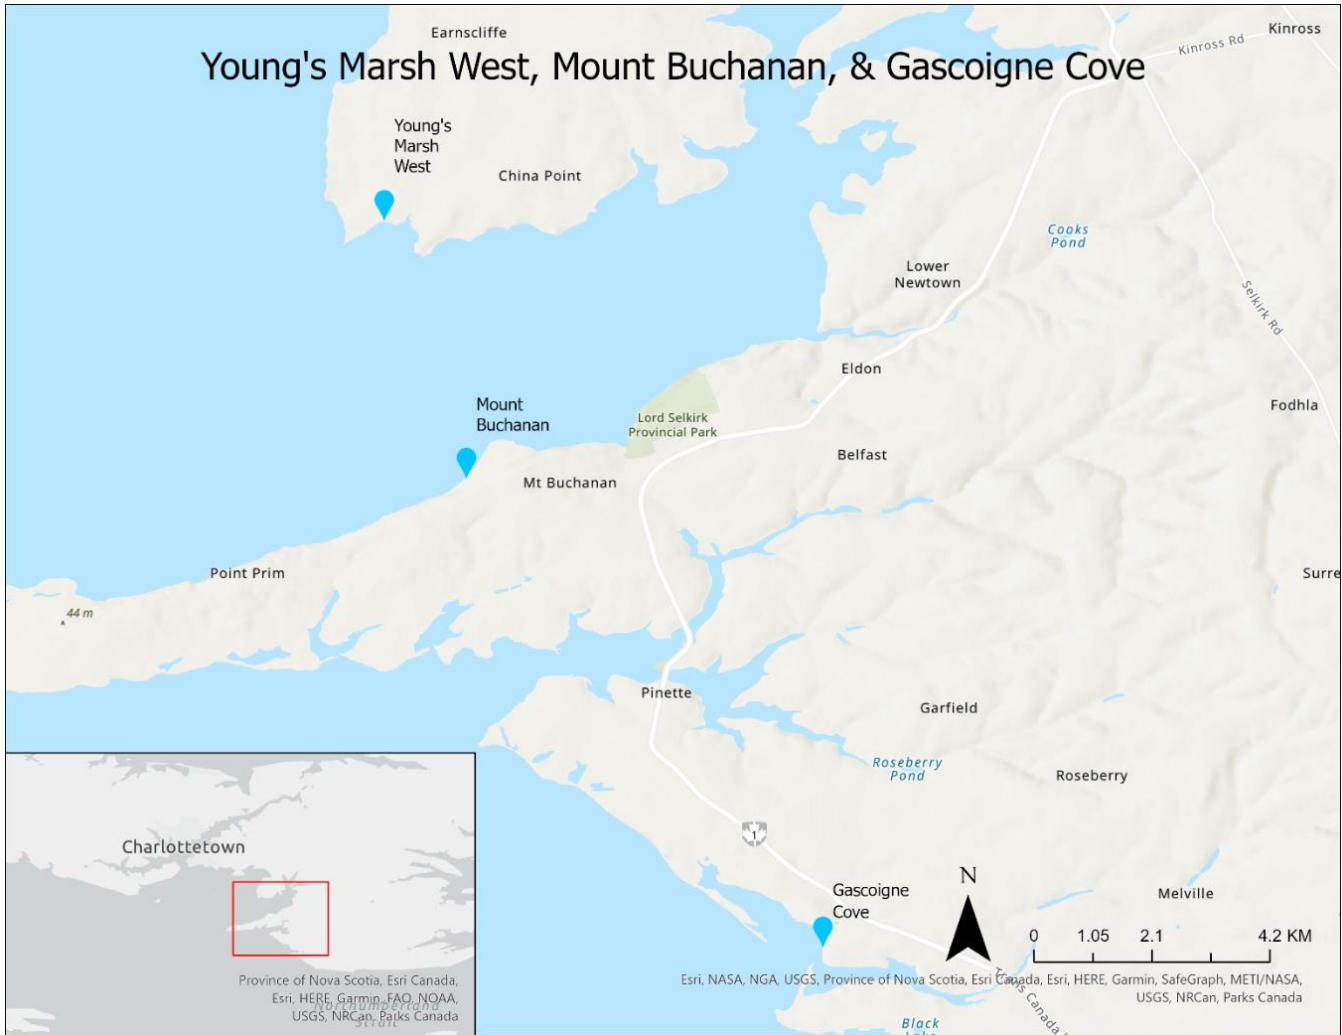 Earnscliffe
Kinross
Kinross Rd
Young's Marsh West, Mount Buchanan, & Gascoigne Cove
Young's
Marsh
West
China Point
Cooks
Pond
Lower
Newtown
Selkirk Rd
Eldon
Mount
Buchanan
Lord Selkirk
Provincial Park
Fodhla
Belfast
Mt Buchanan
Point Prim
Surre
44 m
Pinette
Garfield
Roseberry
Pond
Roseberry
1
Charlottetown
Gascoigne
Cove
N
Melville
0 1.05 2.1 4.2 KM
Esri, NASA, NGA, USGS, Province of Nova Scotia, Esri Canada, Esri, HERE, Garmin, SafeGraph, METI/NASA,
USGS, NRCan, Parks Canada
Trans Canada
Province of Nova Scotia, Esri Canada,
Esri, HERE, Garmin, FAO, NOAA,
USGS, NRCan, Parks Canada
Northumberland
Strait
Black